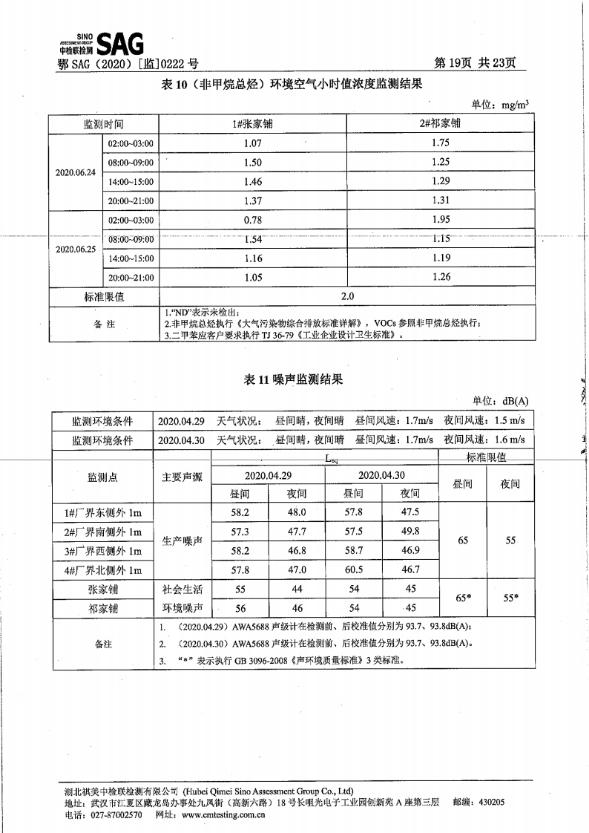 SINO
ASSESSMENT GROUP
中检联检测 SAG
鄂 SAG（2020）[监]0222 号 第 19页 共 23页
表 10（非甲烷总烃）环境空气小时值浓度监测结果
单位：mg/m³
监测时间 1#张家铺 2#祁家铺
2020.06.24 02:00~03:00 1.07 1.75
08:00~09:00 1.50 1.25
14:00~15:00 1.46 1.29
20:00~21:00 1.37 1.31
2020.06.25 02:00~03:00 0.78 1.95
08:00~09:00 1.54 1.15
14:00~15:00 1.16 1.19
20:00~21:00 1.05 1.26
标准限值 2.0
备 注 1.“ND”表示未检出；
2.非甲烷总烃执行《大气污染物综合排放标准详解》，VOCs 参照非甲烷总烃执行；
3.二甲苯应客户要求执行 TJ 36-79《工业企业设计卫生标准》。
表 11 噪声监测结果
单位：dB(A)
监测环境条件 2020.04.29 天气状况： 昼间晴，夜间晴 昼间风速：1.7m/s 夜间风速：1.5 m/s
监测环境条件 2020.04.30 天气状况： 昼间晴，夜间晴 昼间风速：1.7m/s 夜间风速：1.6 m/s
监测点 主要声源 Leq 标准限值
2020.04.29 2020.04.30 昼间 夜间
昼间 夜间 昼间 夜间
1#厂界东侧外 1m 生产噪声 58.2 48.0 57.8 47.5 65 55
2#厂界南侧外 1m 57.3 47.7 57.5 49.8
3#厂界西侧外 1m 58.2 46.8 58.7 46.9
4#厂界北侧外 1m 57.8 47.0 60.5 46.7
张家铺 社会生活环境噪声 55 44 54 45 65* 55*
祁家铺 56 46 54 45
备注 1. （2020.04.29）AWA5688 声级计在检测前、后校准值分别为 93.7、93.8dB(A)；
2. （2020.04.30）AWA5688 声级计在检测前、后校准值分别为 93.7、93.8dB(A)。
3. “*”表示执行 GB 3096-2008《声环境质量标准》3 类标准。
湖北祺美中检联检测有限公司 (Hubei Qimei Sino Assessment Group Co., Ltd)
地址：武汉市江夏区藏龙岛办事处九凤街（高新六路）18 号长咀光电子工业园创新苑 A 座第三层 邮编：430205
电话：027-87002570 网址：www.cmtesting.com.cn